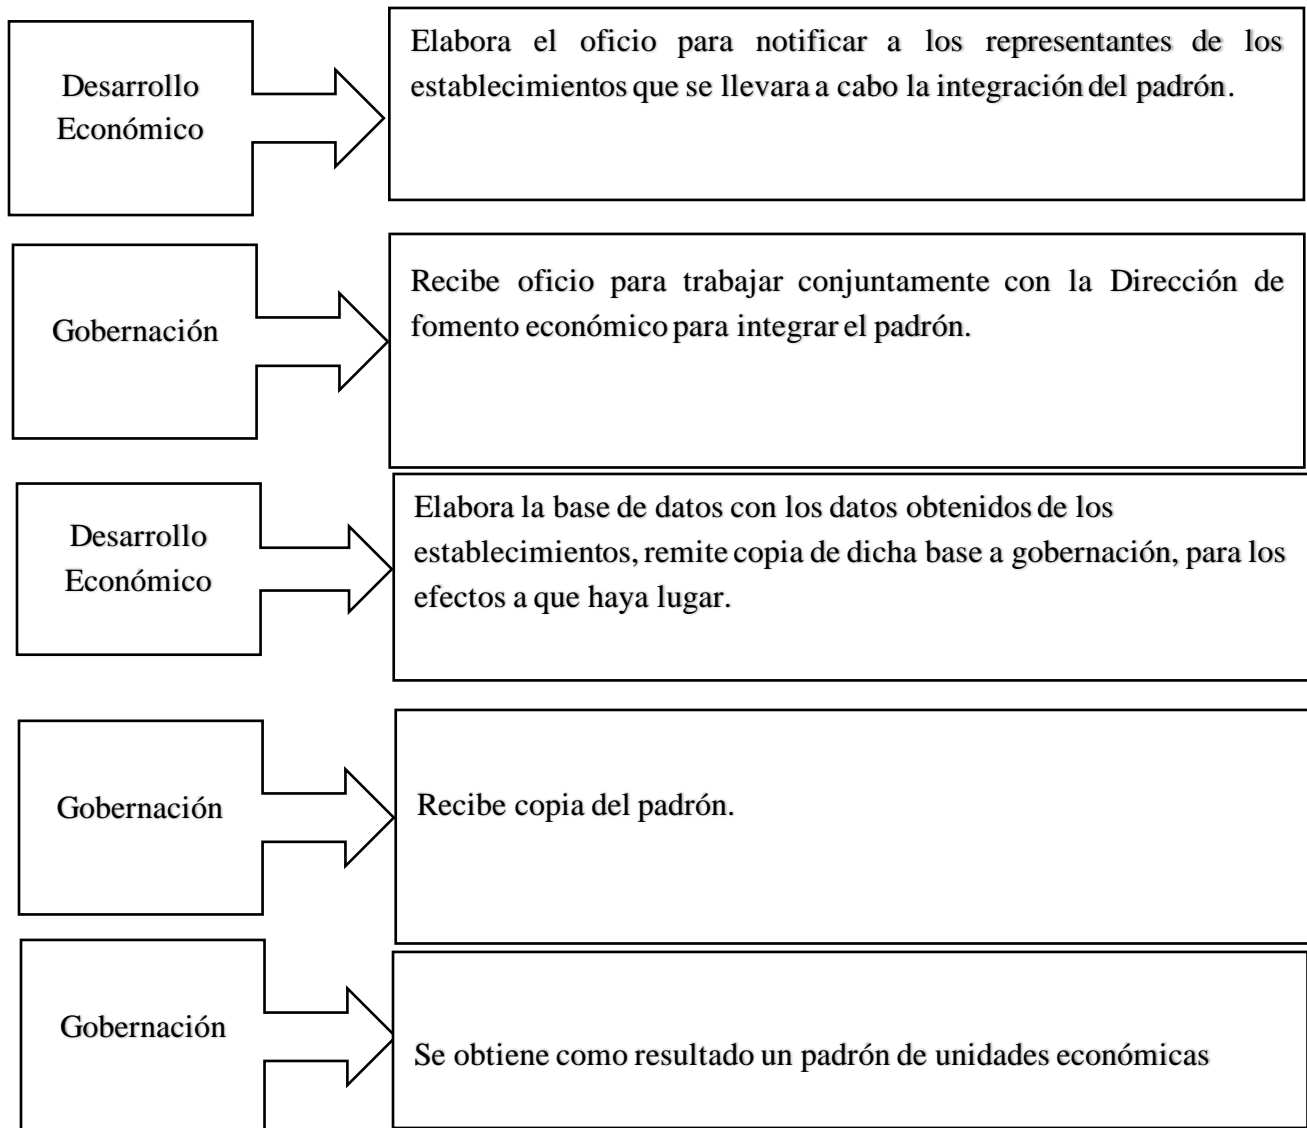 Desarrollo
Económico
Elabora el oficio para notificar a los representantes de los
establecimientos que se llevara a cabo la integración del padrón.
Gobernación
Recibe oficio para trabajar conjuntamente con la Dirección de
fomento económico para integrar el padrón.
Desarrollo
Económico
Elabora la base de datos con los datos obtenidos de los
establecimientos, remite copia de dicha base a gobernación, para los
efectos a que haya lugar.
Gobernación
Recibe copia del padrón.
Gobernación
Se obtiene como resultado un padrón de unidades económicas